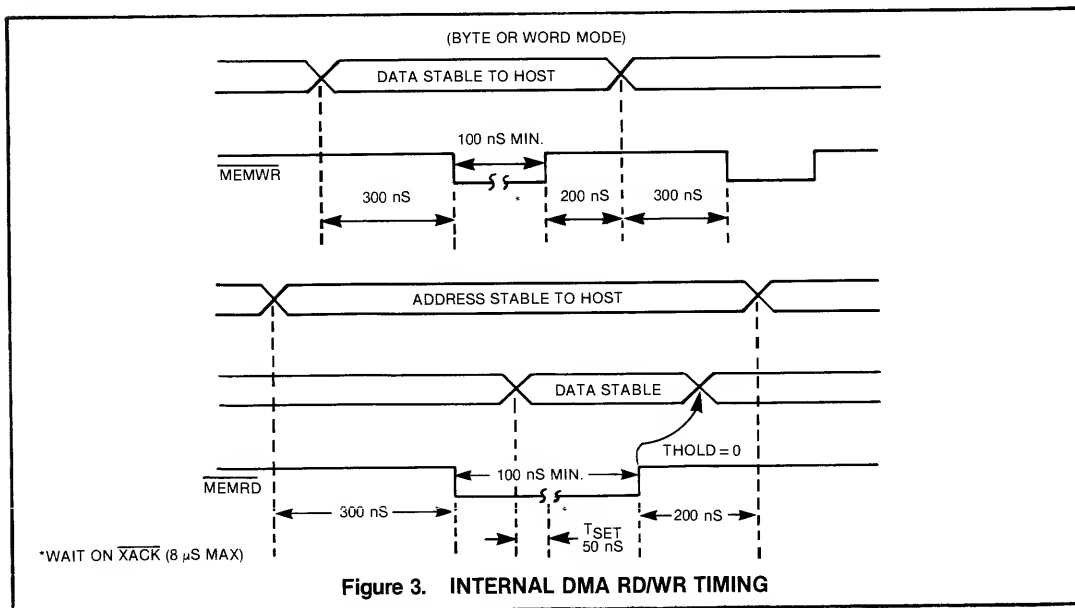 (BYTE OR WORD MODE)
DATA STABLE TO HOST
100 nS MIN.
MEMWR
*
300 nS
200 nS
300 nS
ADDRESS STABLE TO HOST
DATA STABLE
THOLD = 0
MEMRD
100 nS MIN.
*
300 nS
TSET
50 nS
200 nS
*WAIT ON XACK (8 µS MAX)
Figure 3. INTERNAL DMA RD/WR TIMING